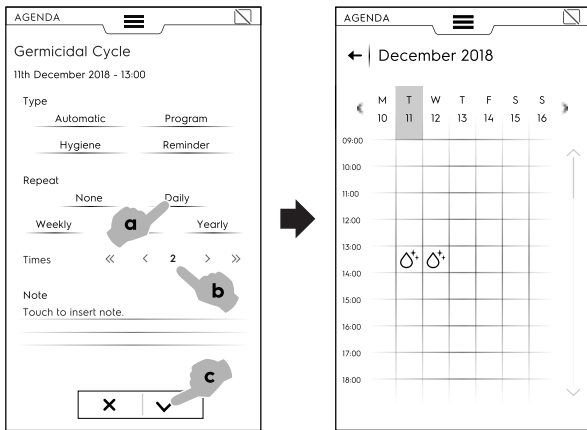 AGENDA
Germicidal Cycle
11th December 2018 - 13:00
Type
Automatic Program
Hygiene Reminder
Repeat
None Daily
Weekly Yearly
a
Times « < 2 > »
b
Note
Touch to insert note.
c
AGENDA
December 2018
M T W T F S S
10 11 12 13 14 15 16
09:00
10:00
11:00
12:00
13:00
14:00
15:00
16:00
17:00
18:00